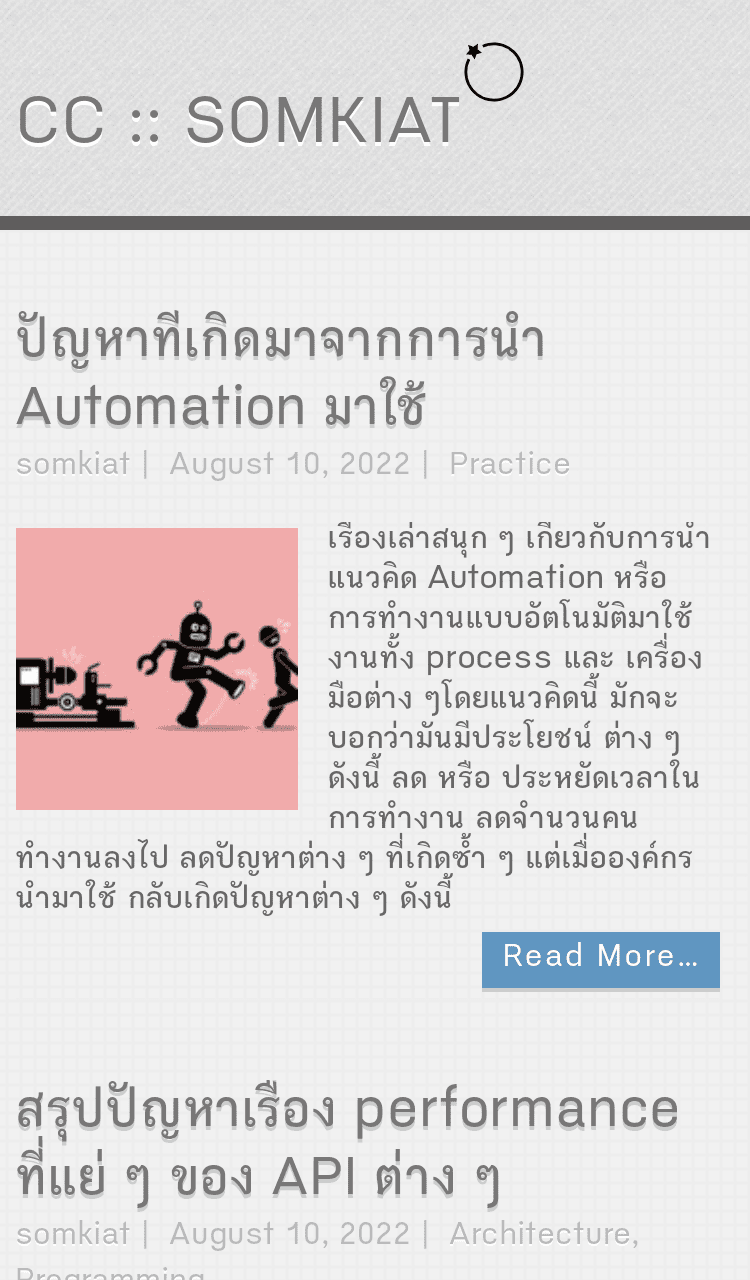 CC :: SOMKIAT
ปัญหาที่เกิดมาจากการนำ
Automation มาใช้
somkiat | August 10, 2022 | Practice
เรื่องเล่าสนุก ๆ เกี่ยวกับการนำ
แนวคิด Automation หรือ
การทำงานแบบอัตโนมัติมาใช้
งานทั้ง process และ เครื่อง
มือต่าง ๆโดยแนวคิดนี้ มักจะ
บอกว่ามันมีประโยชน์ ต่าง ๆ
ดังนี้ ลด หรือ ประหยัดเวลาใน
การทำงาน ลดจำนวนคน
ทำงานลงไป ลดปัญหาต่าง ๆ ที่เกิดซ้ำ ๆ แต่เมื่อองค์กร
นำมาใช้ กลับเกิดปัญหาต่าง ๆ ดังนี้
Read More…
สรุปปัญหาเรื่อง performance
ที่แย่ ๆ ของ API ต่าง ๆ
somkiat | August 10, 2022 | Architecture,
Programming